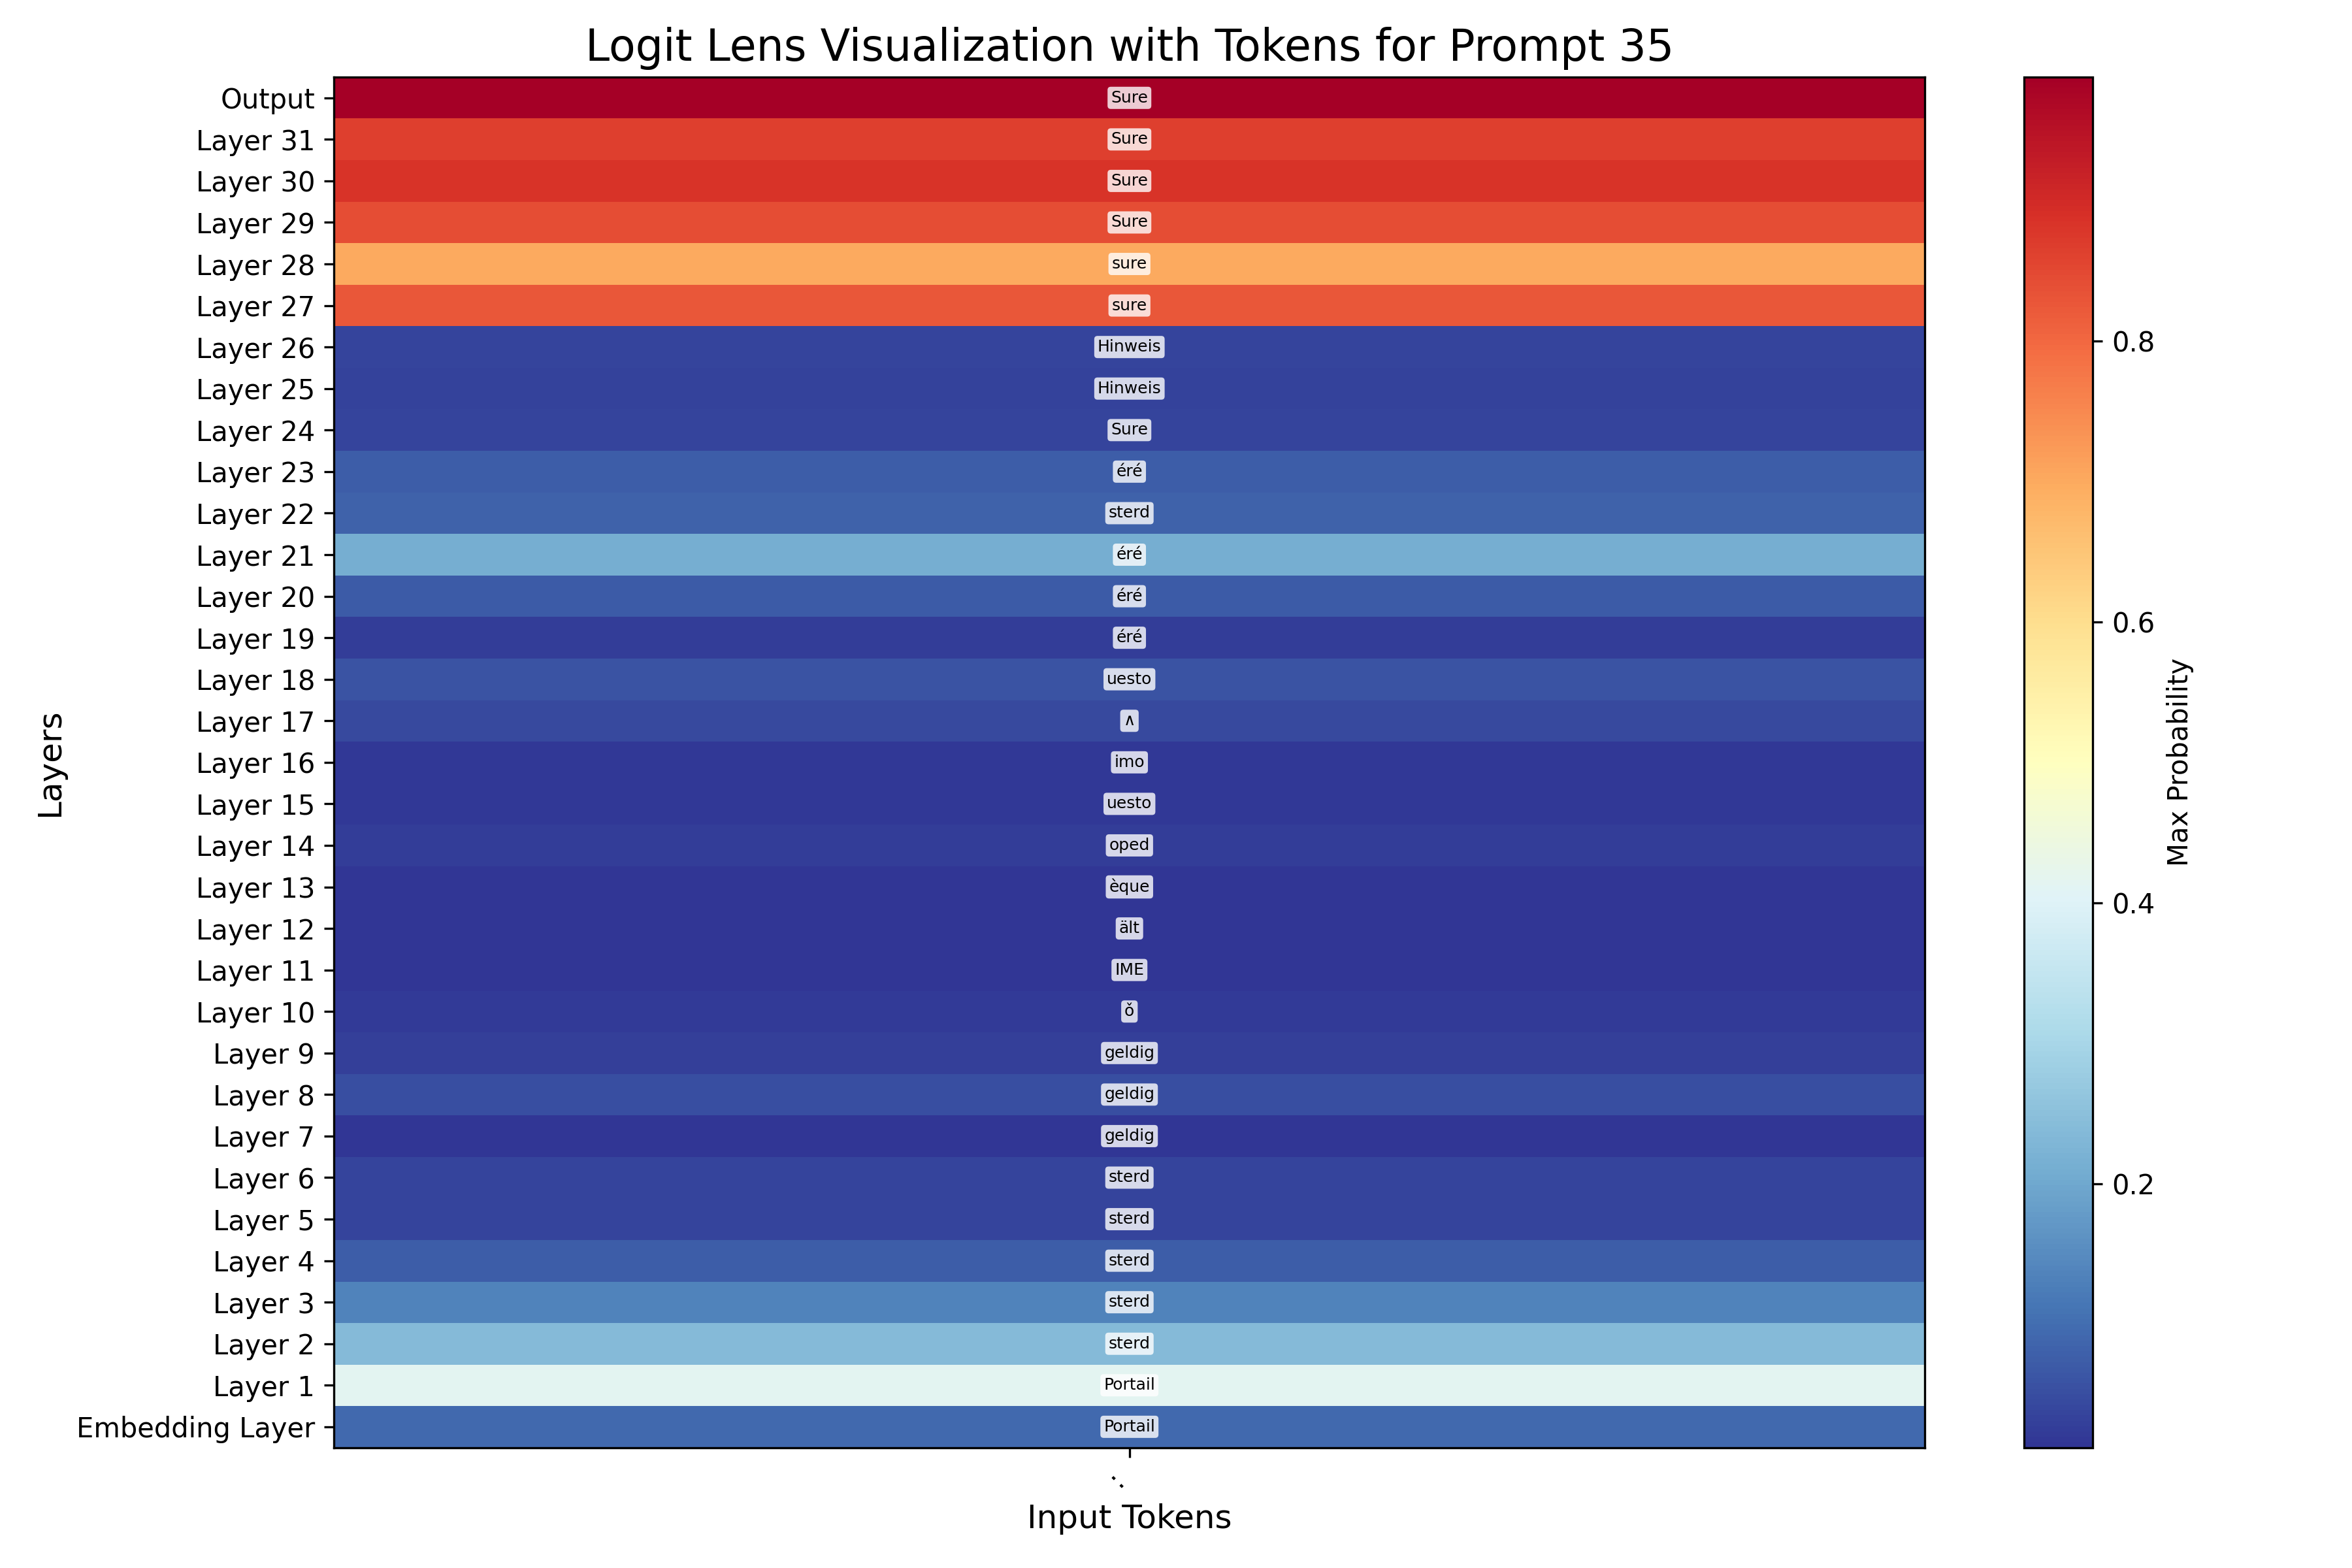 Logit Lens Visualization with Tokens for Prompt 35
Output Sure
Layer 31 Sure
Layer 30 Sure
Layer 29 Sure
Layer 28 sure
Layer 27 sure
Layer 26 Hinweis
Layer 25 Hinweis
Layer 24 Sure
Layer 23 éré
Layer 22 sterd
Layer 21 éré
Layer 20 éré
Layer 19 éré
Layer 18 uesto
Layer 17 ∧
Layer 16 imo
Layer 15 uesto
Layer 14 oped
Layer 13 èque
Layer 12 ält
Layer 11 IME
Layer 10 ǒ
Layer 9 geldig
Layer 8 geldig
Layer 7 geldig
Layer 6 sterd
Layer 5 sterd
Layer 4 sterd
Layer 3 sterd
Layer 2 sterd
Layer 1 Portail
Embedding Layer Portail
:
Input Tokens
Layers
0.8
0.6
0.4
0.2
Max Probability